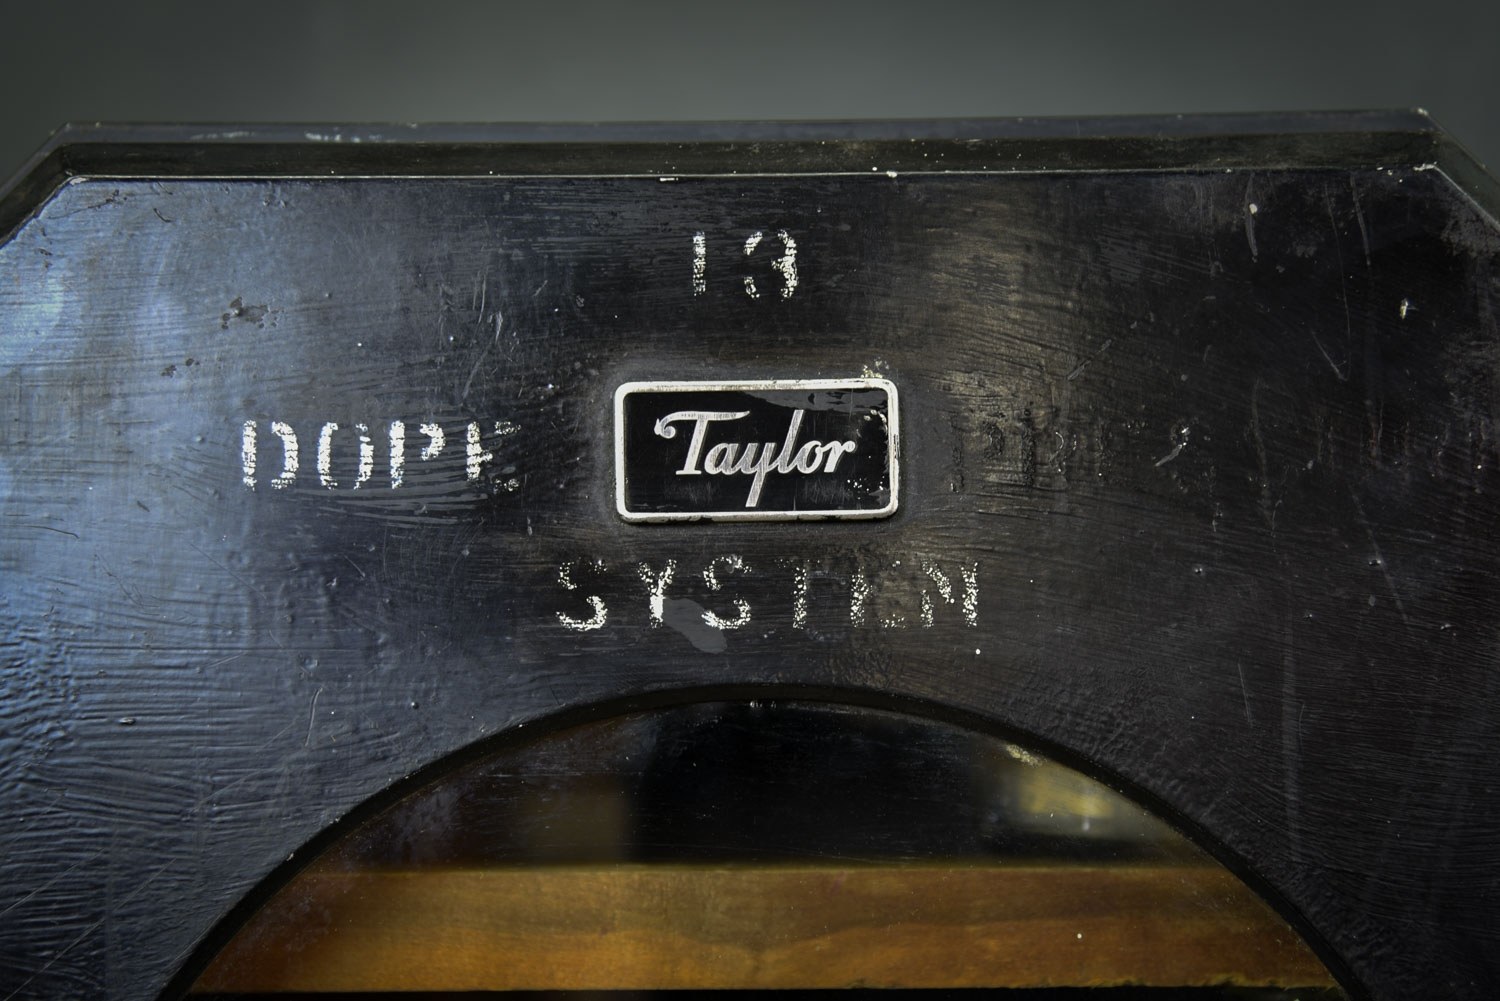 13
DOPE Taylor
SYSTEM